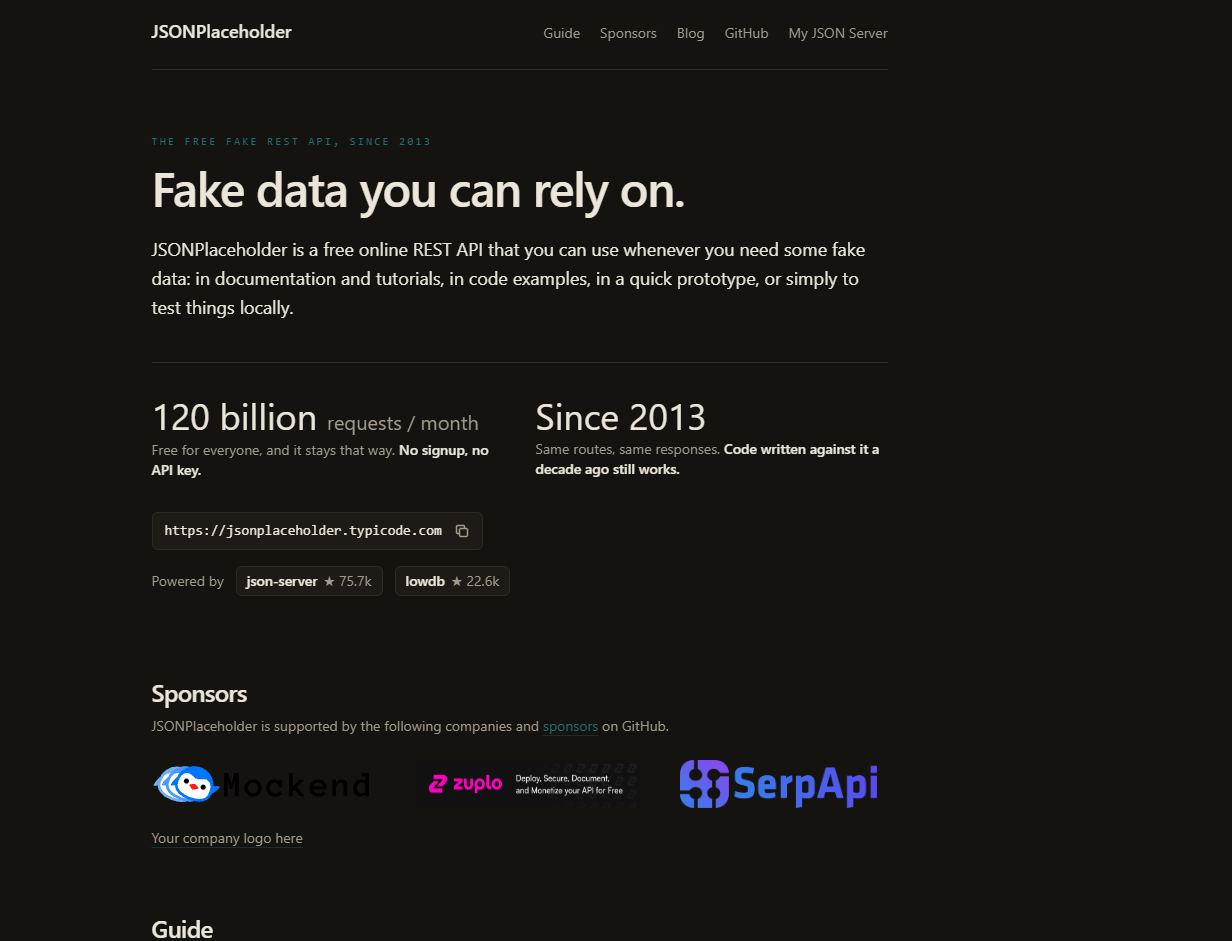 JSONPlaceholder
Guide Sponsors Blog GitHub My JSON Server
THE FREE FAKE REST API, SINCE 2013
Fake data you can rely on.
JSONPlaceholder is a free online REST API that you can use whenever you need some fake
data: in documentation and tutorials, in code examples, in a quick prototype, or simply to
test things locally.
120 billion requests / month
Free for everyone, and it stays that way. No signup, no
API key.
Since 2013
Same routes, same responses. Code written against it a
decade ago still works.
https://jsonplaceholder.typicode.com
Powered by json-server ★ 75.7k lowdb ★ 22.6k
Sponsors
JSONPlaceholder is supported by the following companies and sponsors on GitHub.
Mockend
zuplo
Deploy, Secure, Document,
and Monetize your API for Free
SerpApi
Your company logo here
Guide